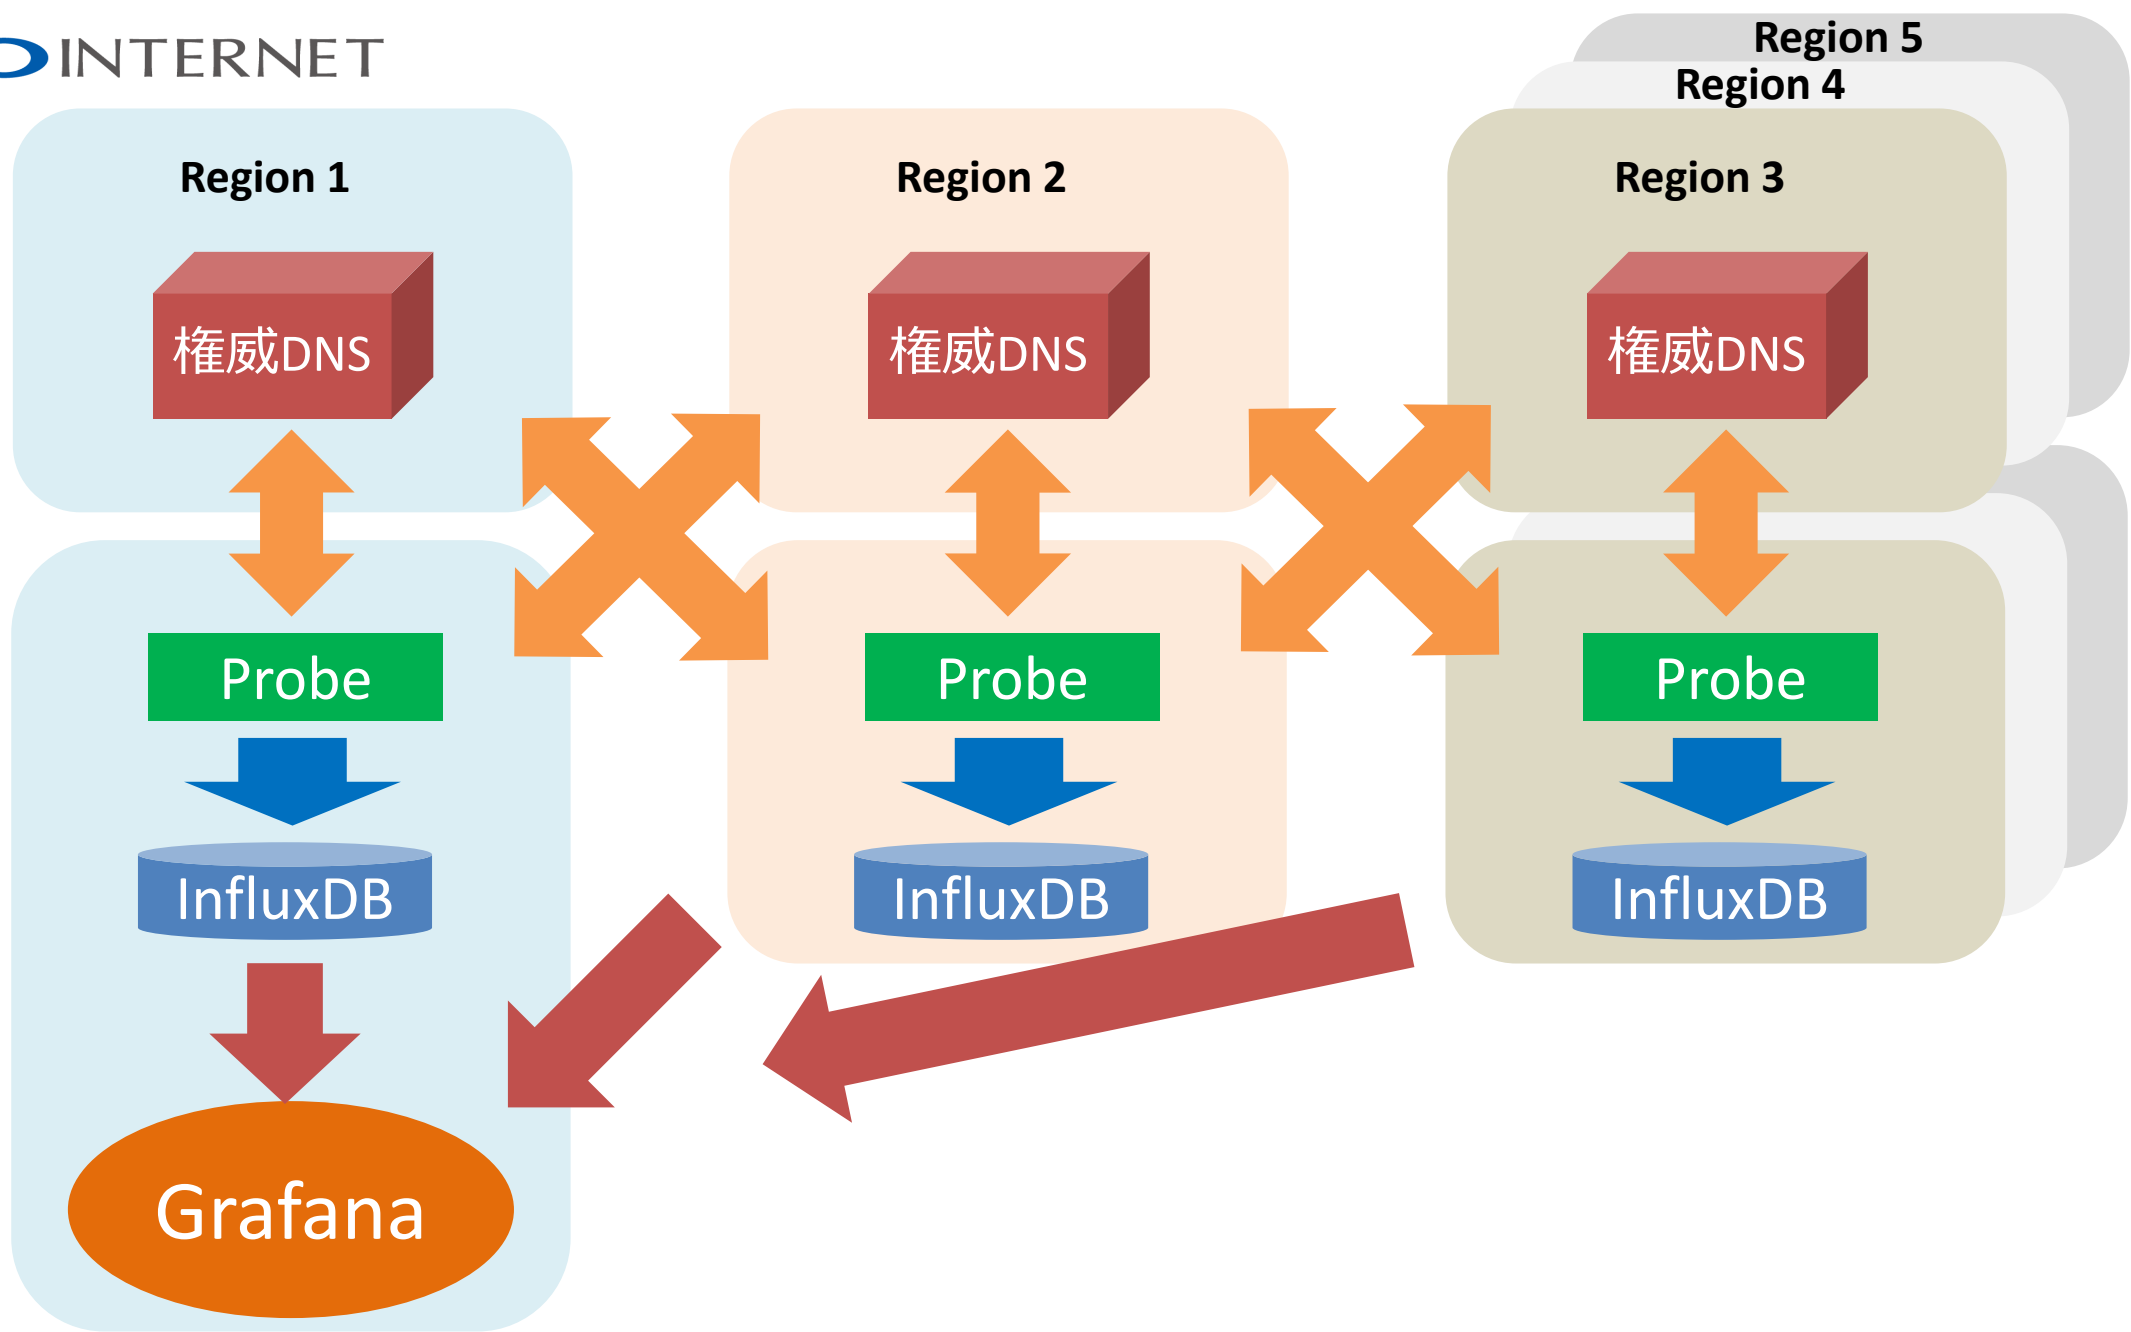 INTERNET
Region 5
Region 4
Region 1
Region 2
Region 3
権威DNS
権威DNS
権威DNS
Probe
Probe
Probe
InfluxDB
InfluxDB
InfluxDB
Grafana